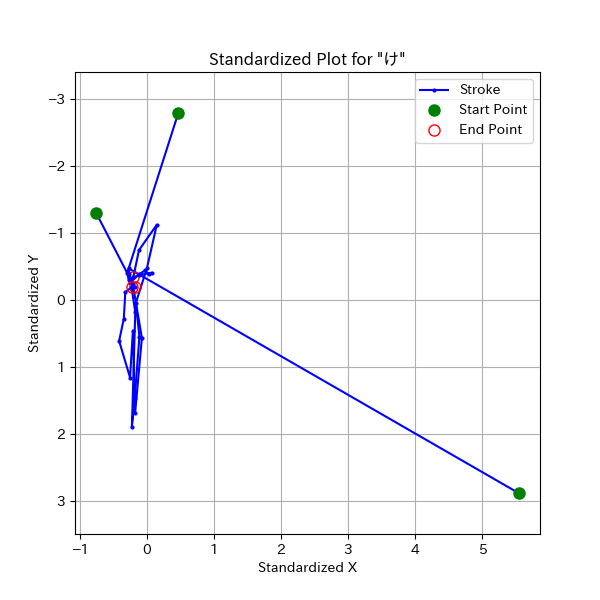 Standardized Plot for "け"
Stroke
Start Point
End Point
Standardized Y
−3
−2
−1
0
1
2
3
−1 0 1 2 3 4 5
Standardized X